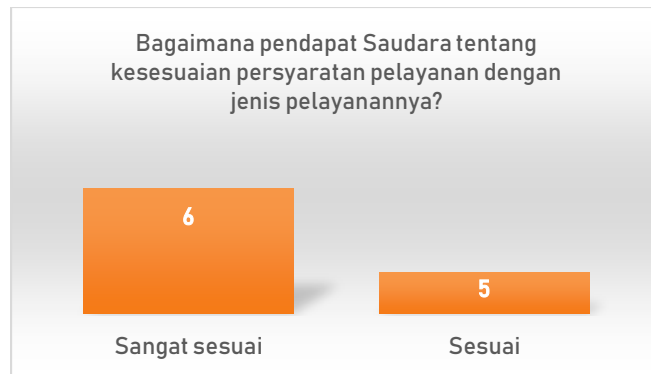 Bagaimana pendapat Saudara tentang
kesesuaian persyaratan pelayanan dengan
jenis pelayanannya?
6
5
Sangat sesuai
Sesuai